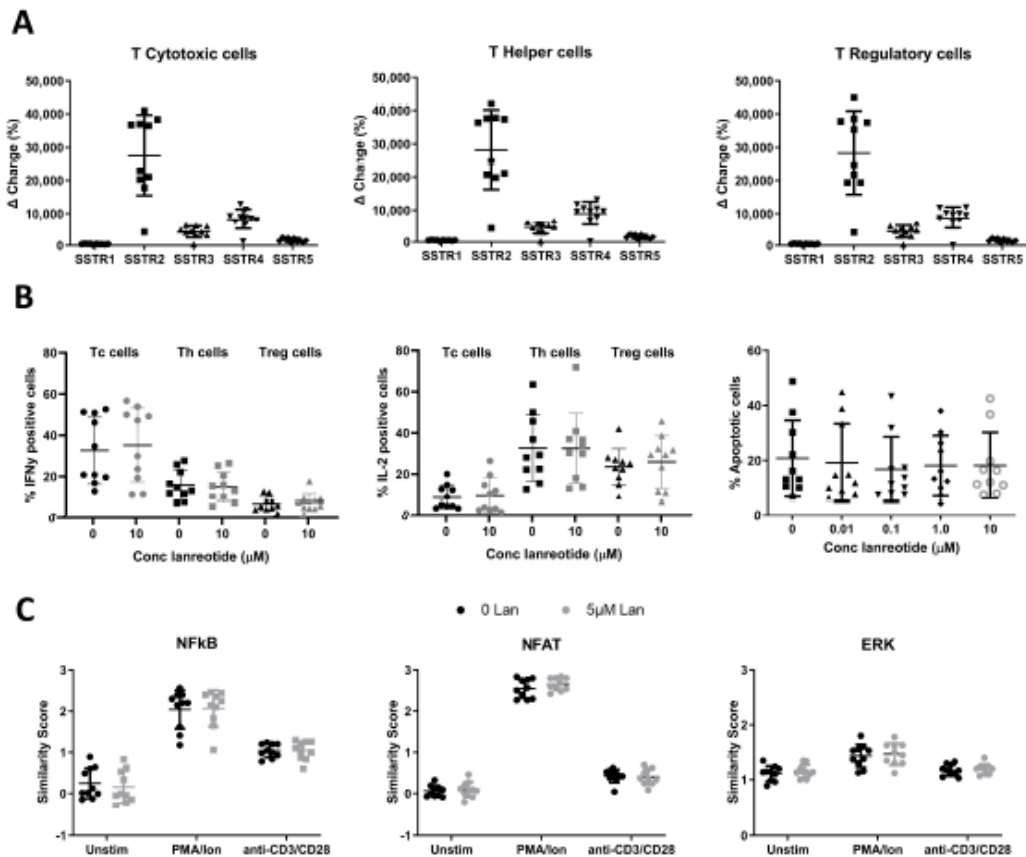 A
T Cytotoxic cells
T Helper cells
T Regulatory cells
Δ Change (%)
50,000
40,000
30,000
20,000
10,000
0
SSTR1 SSTR2 SSTR3 SSTR4 SSTR5
Δ Change (%)
50,000
40,000
30,000
20,000
10,000
0
SSTR1 SSTR2 SSTR3 SSTR4 SSTR5
Δ Change (%)
50,000
40,000
30,000
20,000
10,000
0
SSTR1 SSTR2 SSTR3 SSTR4 SSTR5
B
% IFNγ positive cells
80
60
40
20
0
Tc cells Th cells Treg cells
0 10 0 10 0 10
Conc lanreotide (μM)
% IL-2 positive cells
80
60
40
20
0
Tc cells Th cells Treg cells
0 10 0 10 0 10
Conc lanreotide (μM)
% Apoptotic cells
60
40
20
0
0 0.01 0.1 1.0 10
Conc lanreotide (μM)
C
0 Lan 5μM Lan
NFkB
NFAT
ERK
Similarity Score
3
2
1
0
-1
Unstim PMA/Ion anti-CD3/CD28
Similarity Score
3
2
1
0
-1
Unstim PMA/Ion anti-CD3/CD28
Similarity Score
3
2
1
0
Unstim PMA/Ion anti-CD3/CD28